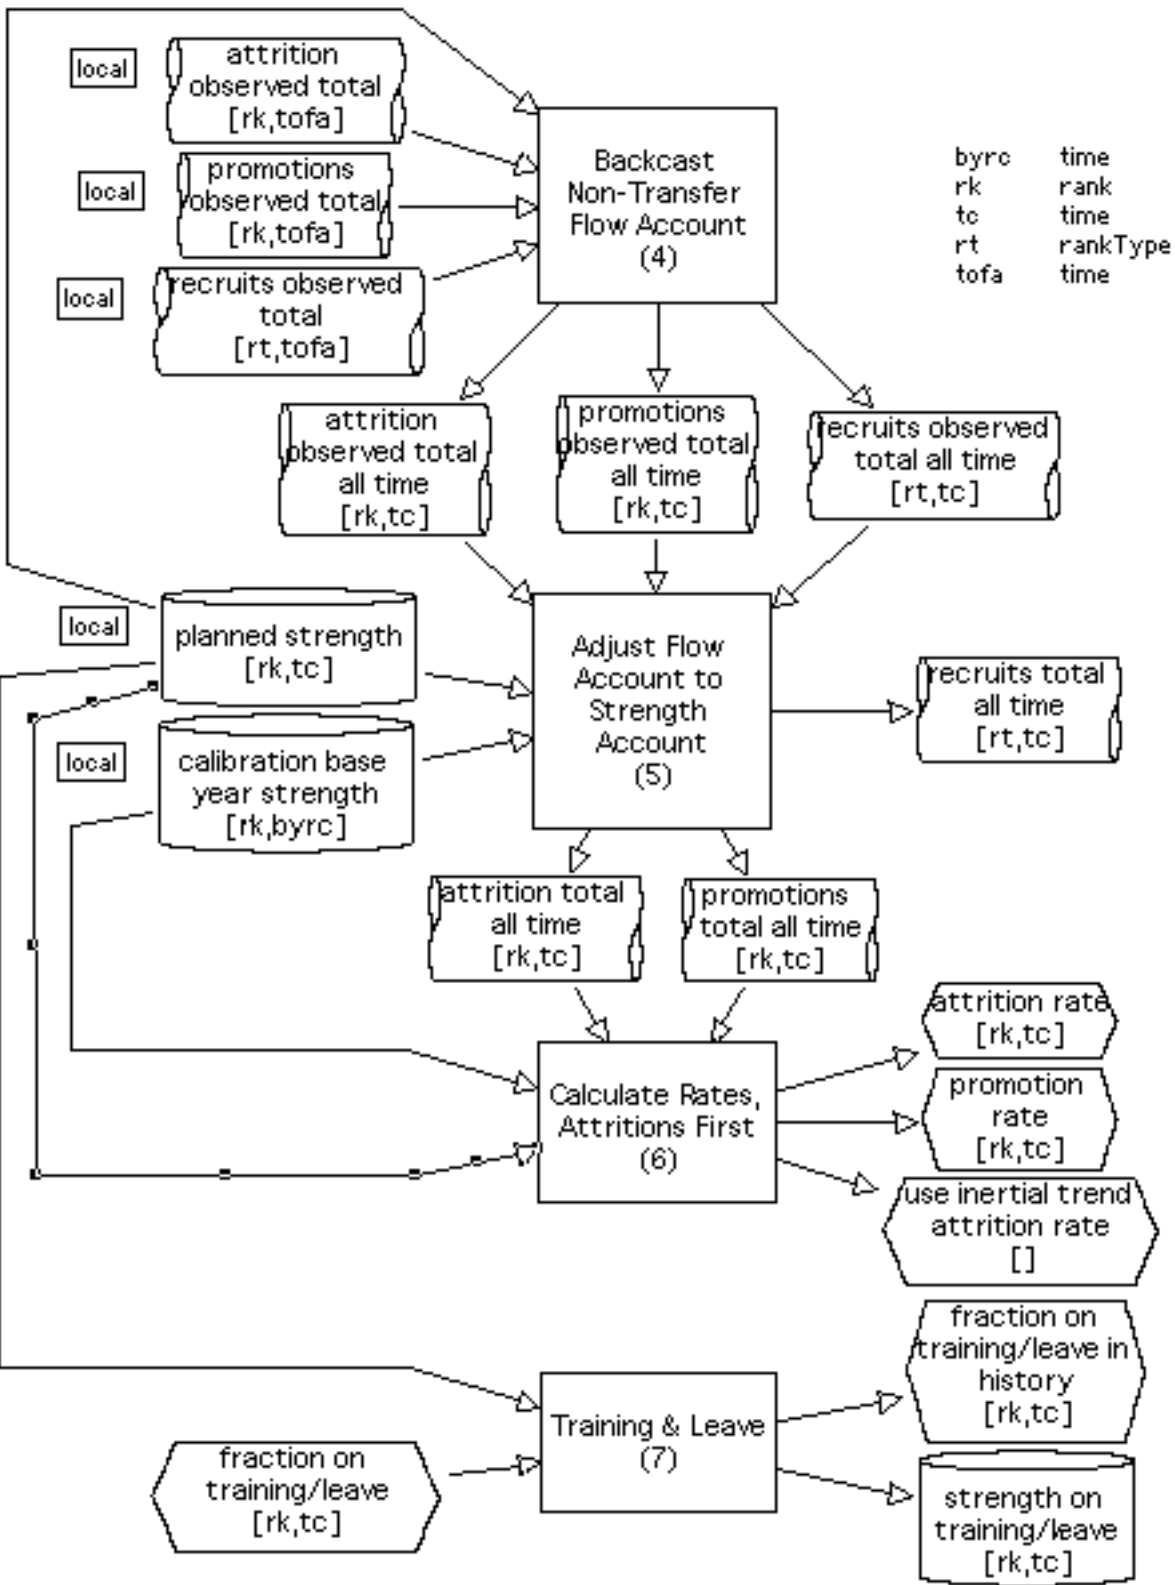 local
attrition
observed total
[rk,tofa]
local
promotions
observed total
[rk,tofa]
local
recruits observed
total
[rt,tofa]
Backcast
Non-Transfer
Flow Account
(4)
byrc time
rk rank
tc time
rt rankType
tofa time
attrition
observed total
all time
[rk,tc]
promotions
observed total
all time
[rk,tc]
recruits observed
total all time
[rt,tc]
local
planned strength
[rk,tc]
local
calibration base
year strength
[rk,byrc]
Adjust Flow
Account to
Strength
Account
(5)
recruits total
all time
[rt,tc]
attrition total
all time
[rk,tc]
promotions
total all time
[rk,tc]
Calculate Rates,
Attritions First
(6)
attrition rate
[rk,tc]
promotion
rate
[rk,tc]
use inertial trend
attrition rate
[]
fraction on
training/leave in
history
[rk,tc]
Training & Leave
(7)
fraction on
training/leave
[rk,tc]
strength on
training/leave
[rk,tc]